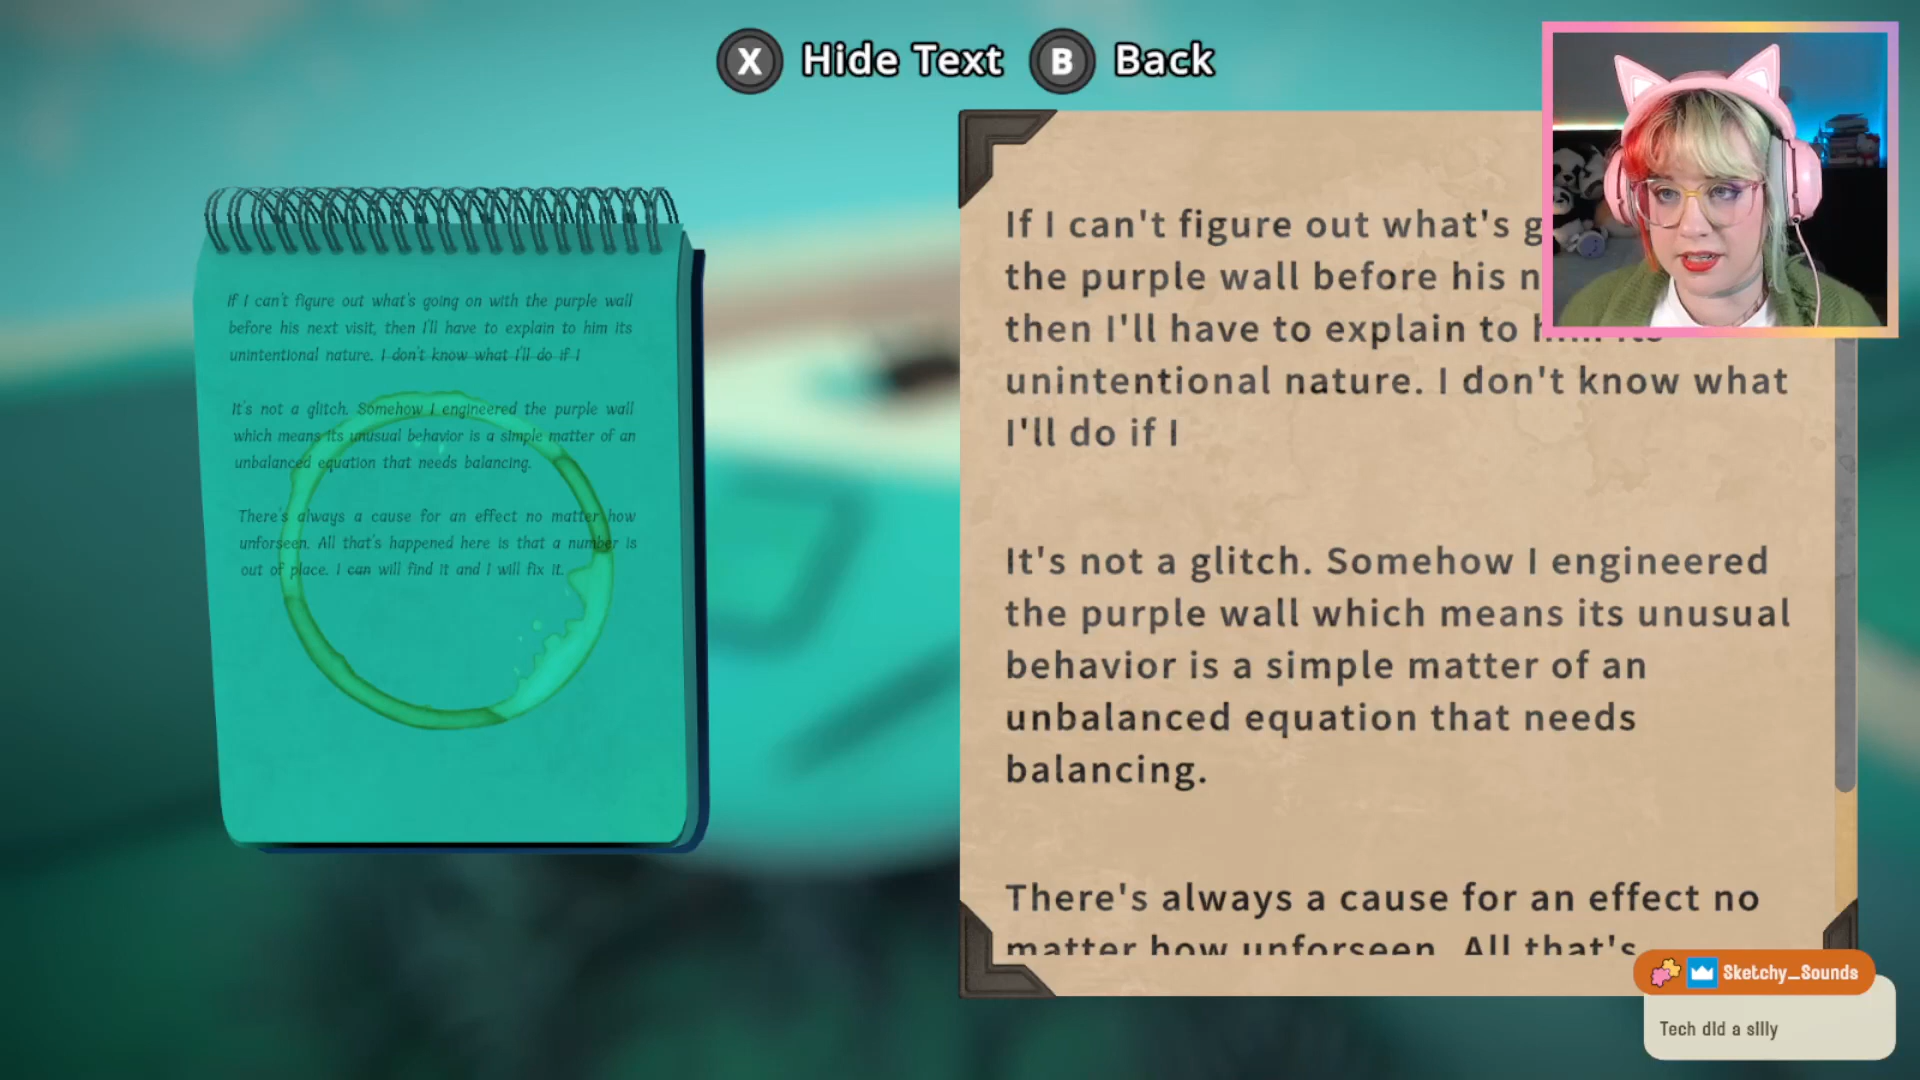 X Hide Text B Back
If I can't figure out what's going on with the purple wall
before his next visit, then I'll have to explain to him its
unintentional nature. I don't know what I'll do if I
It's not a glitch. Somehow I engineered the purple wall
which means its unusual behavior is a simple matter of an
unbalanced equation that needs balancing.
There's always a cause for an effect no matter how
unforseen. All that's happened here is that a number is
out of place. I can will find it and I will fix it.
If I can't figure out what's g
the purple wall before his n
then I'll have to explain to him its
unintentional nature. I don't know what
I'll do if I
It's not a glitch. Somehow I engineered
the purple wall which means its unusual
behavior is a simple matter of an
unbalanced equation that needs
balancing.
There's always a cause for an effect no
matter how unforseen. All that's
Sketchy_Sounds
Tech did a silly